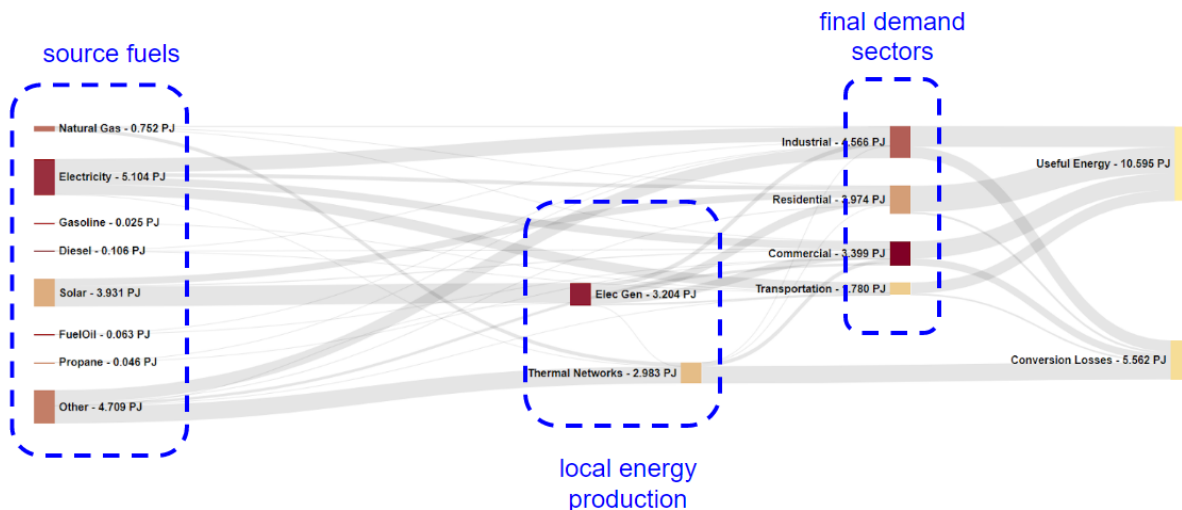 source fuels
final demand
sectors
Natural Gas - 0.752 PJ
Electricity - 5.104 PJ
Gasoline - 0.025 PJ
Diesel - 0.106 PJ
Solar - 3.931 PJ
FuelOil - 0.063 PJ
Propane - 0.046 PJ
Other - 4.709 PJ
Elec Gen - 3.204 PJ
Thermal Networks - 2.983 PJ
local energy
production
Industrial - 4.566 PJ
Residential - 3.974 PJ
Commercial - 3.399 PJ
Transportation - 1.780 PJ
Useful Energy - 10.595 PJ
Conversion Losses - 5.562 PJ